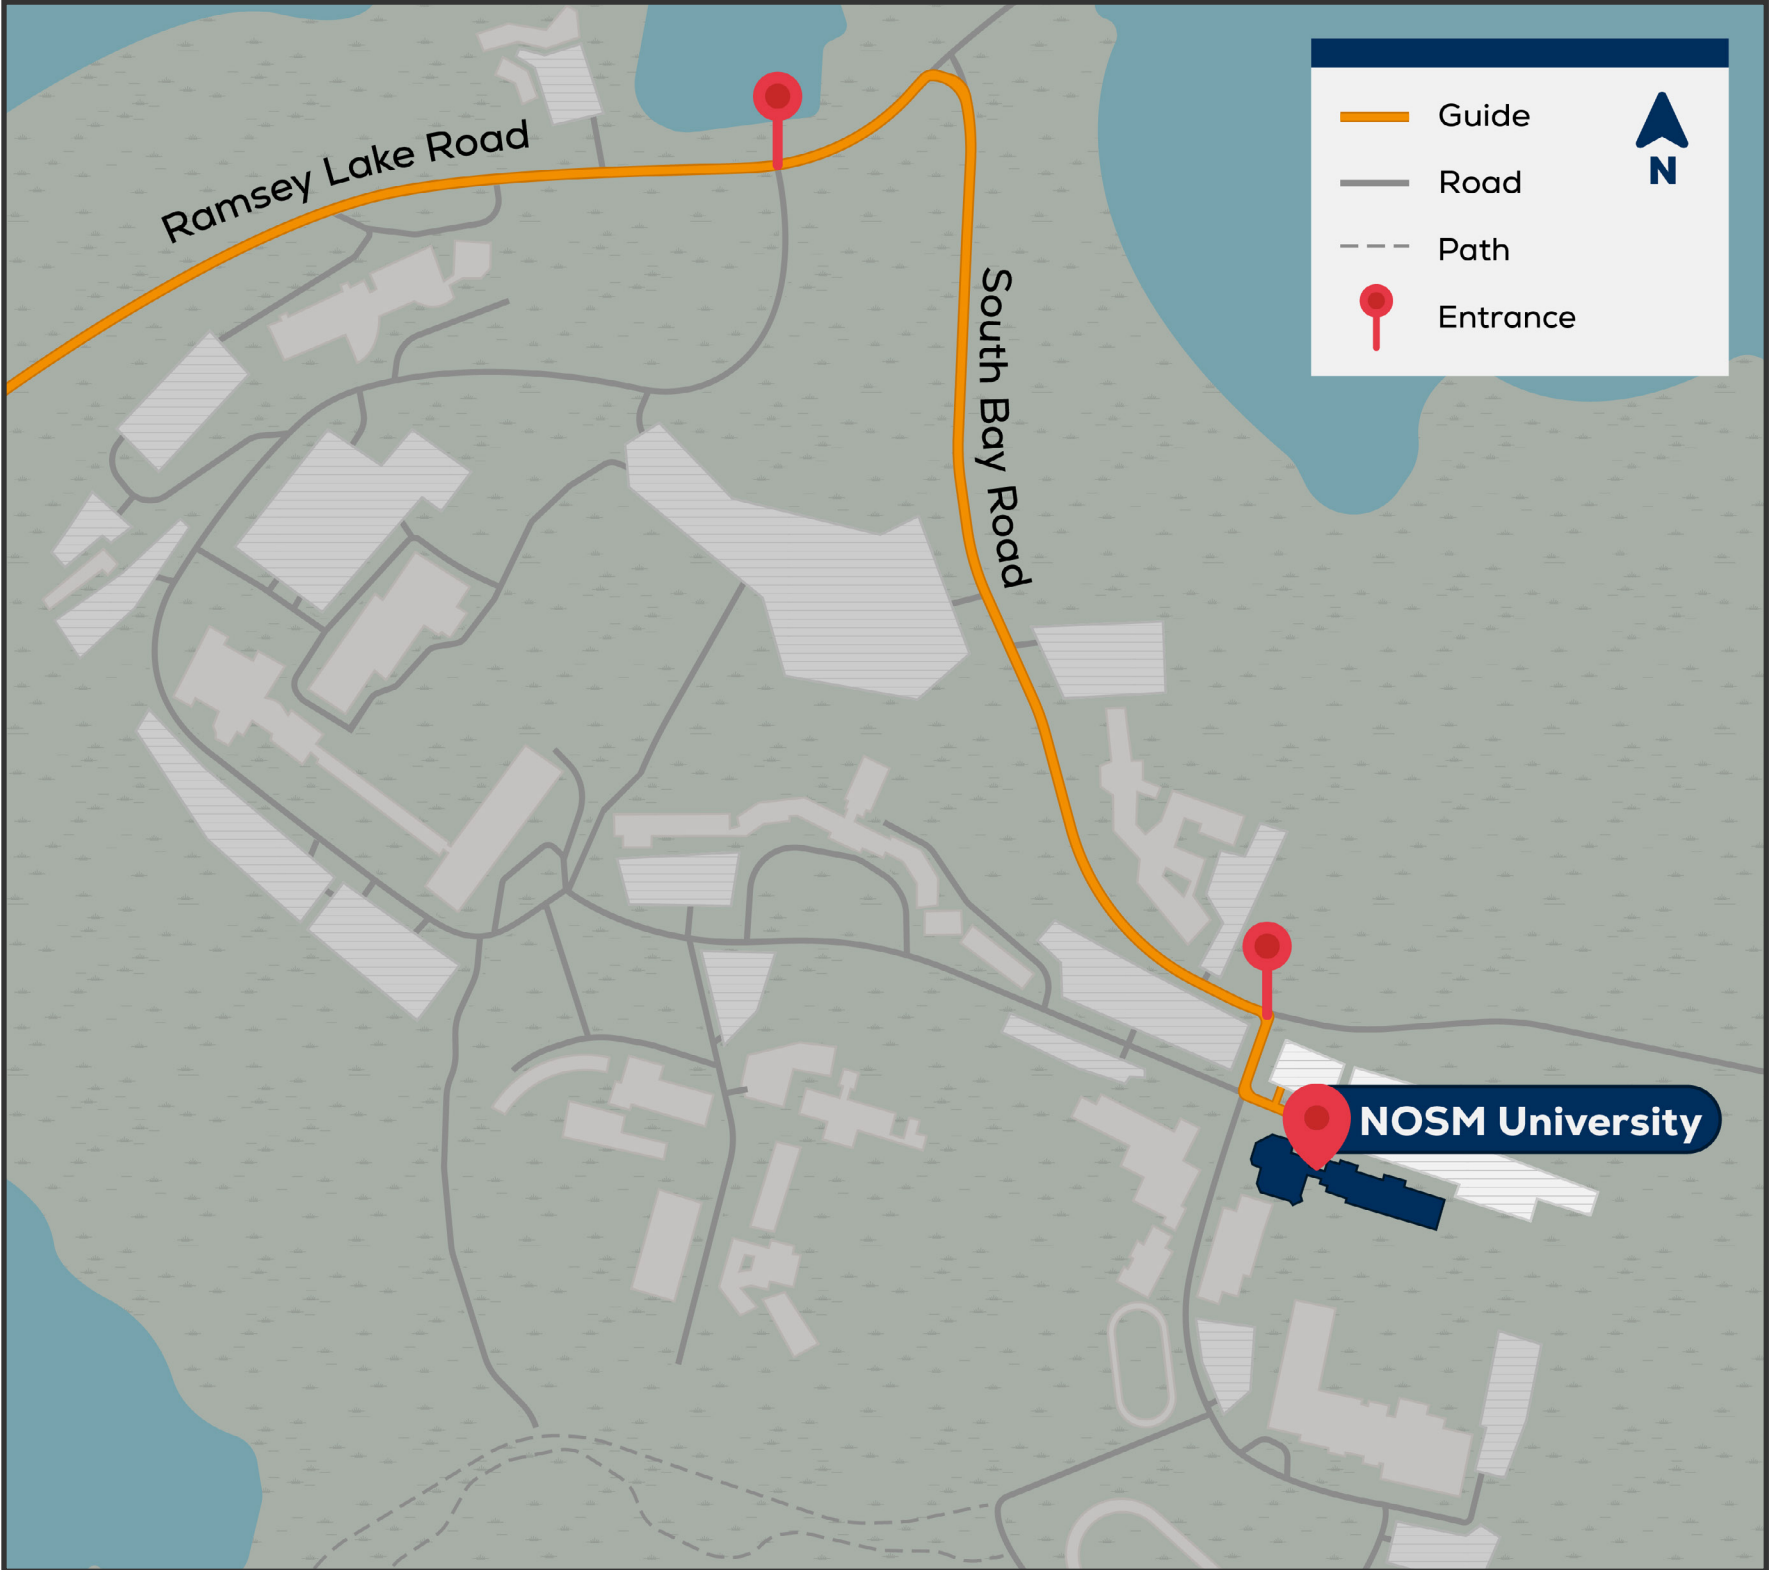 Ramsey Lake Road
South Bay Road
Guide
Road
Path
Entrance
N
NOSM University